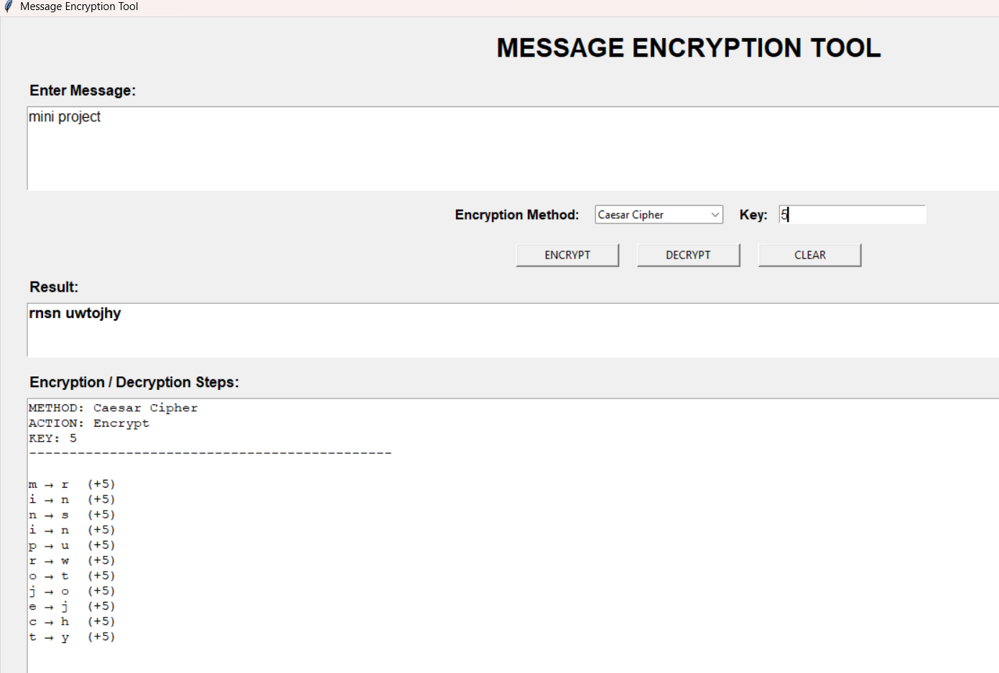 Message Encryption Tool
MESSAGE ENCRYPTION TOOL
Enter Message:
mini project
Encryption Method: Caesar Cipher Key: 5
ENCRYPT DECRYPT CLEAR
Result:
rnsn uwtojhy
Encryption / Decryption Steps:
METHOD: Caesar Cipher
ACTION: Encrypt
KEY: 5
---------------------------------------------
m → r (+5)
i → n (+5)
n → s (+5)
i → n (+5)
p → u (+5)
r → w (+5)
o → t (+5)
j → o (+5)
e → j (+5)
c → h (+5)
t → y (+5)